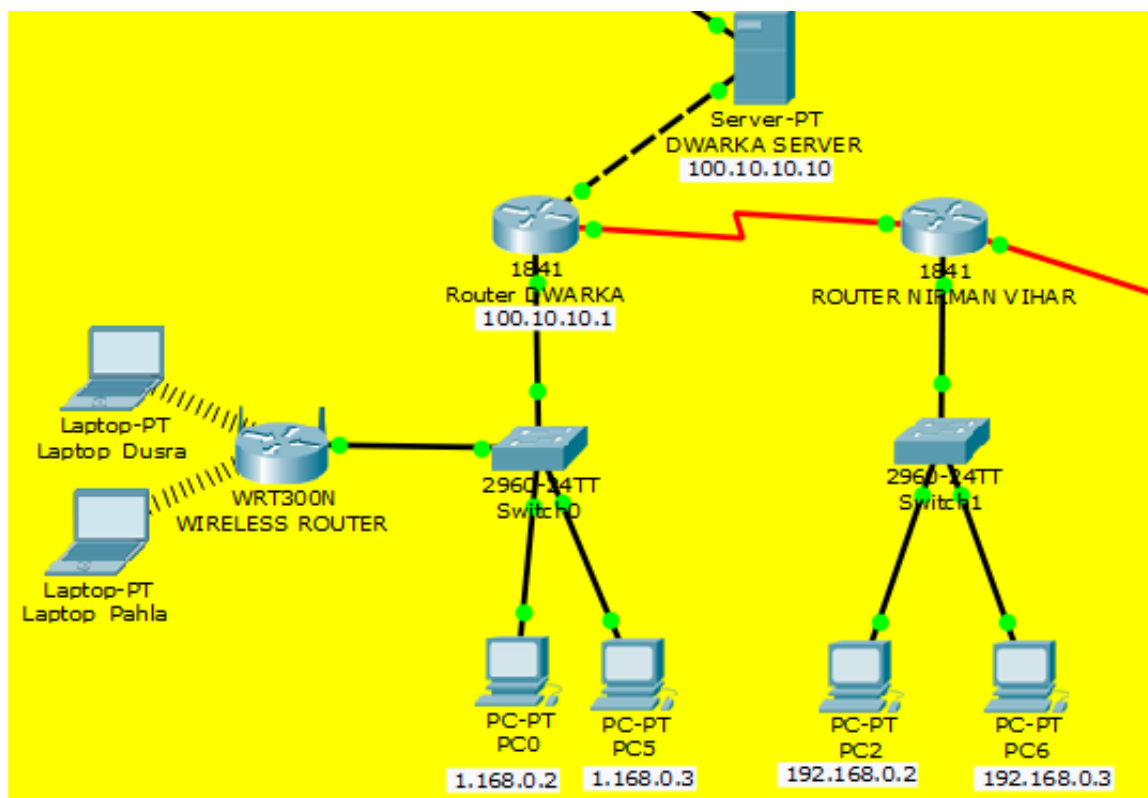 Server-PT
DWARKA SERVER
100.10.10.10
1841
Router DWARKA
100.10.10.1
1841
ROUTER NIRMAN VIHAR
Laptop-PT
Laptop Dusra
WRT300N
WIRELESS ROUTER
2960-24TT
Switch0
2960-24TT
Switch1
Laptop-PT
Laptop Pahla
PC-PT
PC0
1.168.0.2
PC-PT
PC5
1.168.0.3
PC-PT
PC2
192.168.0.2
PC-PT
PC6
192.168.0.3